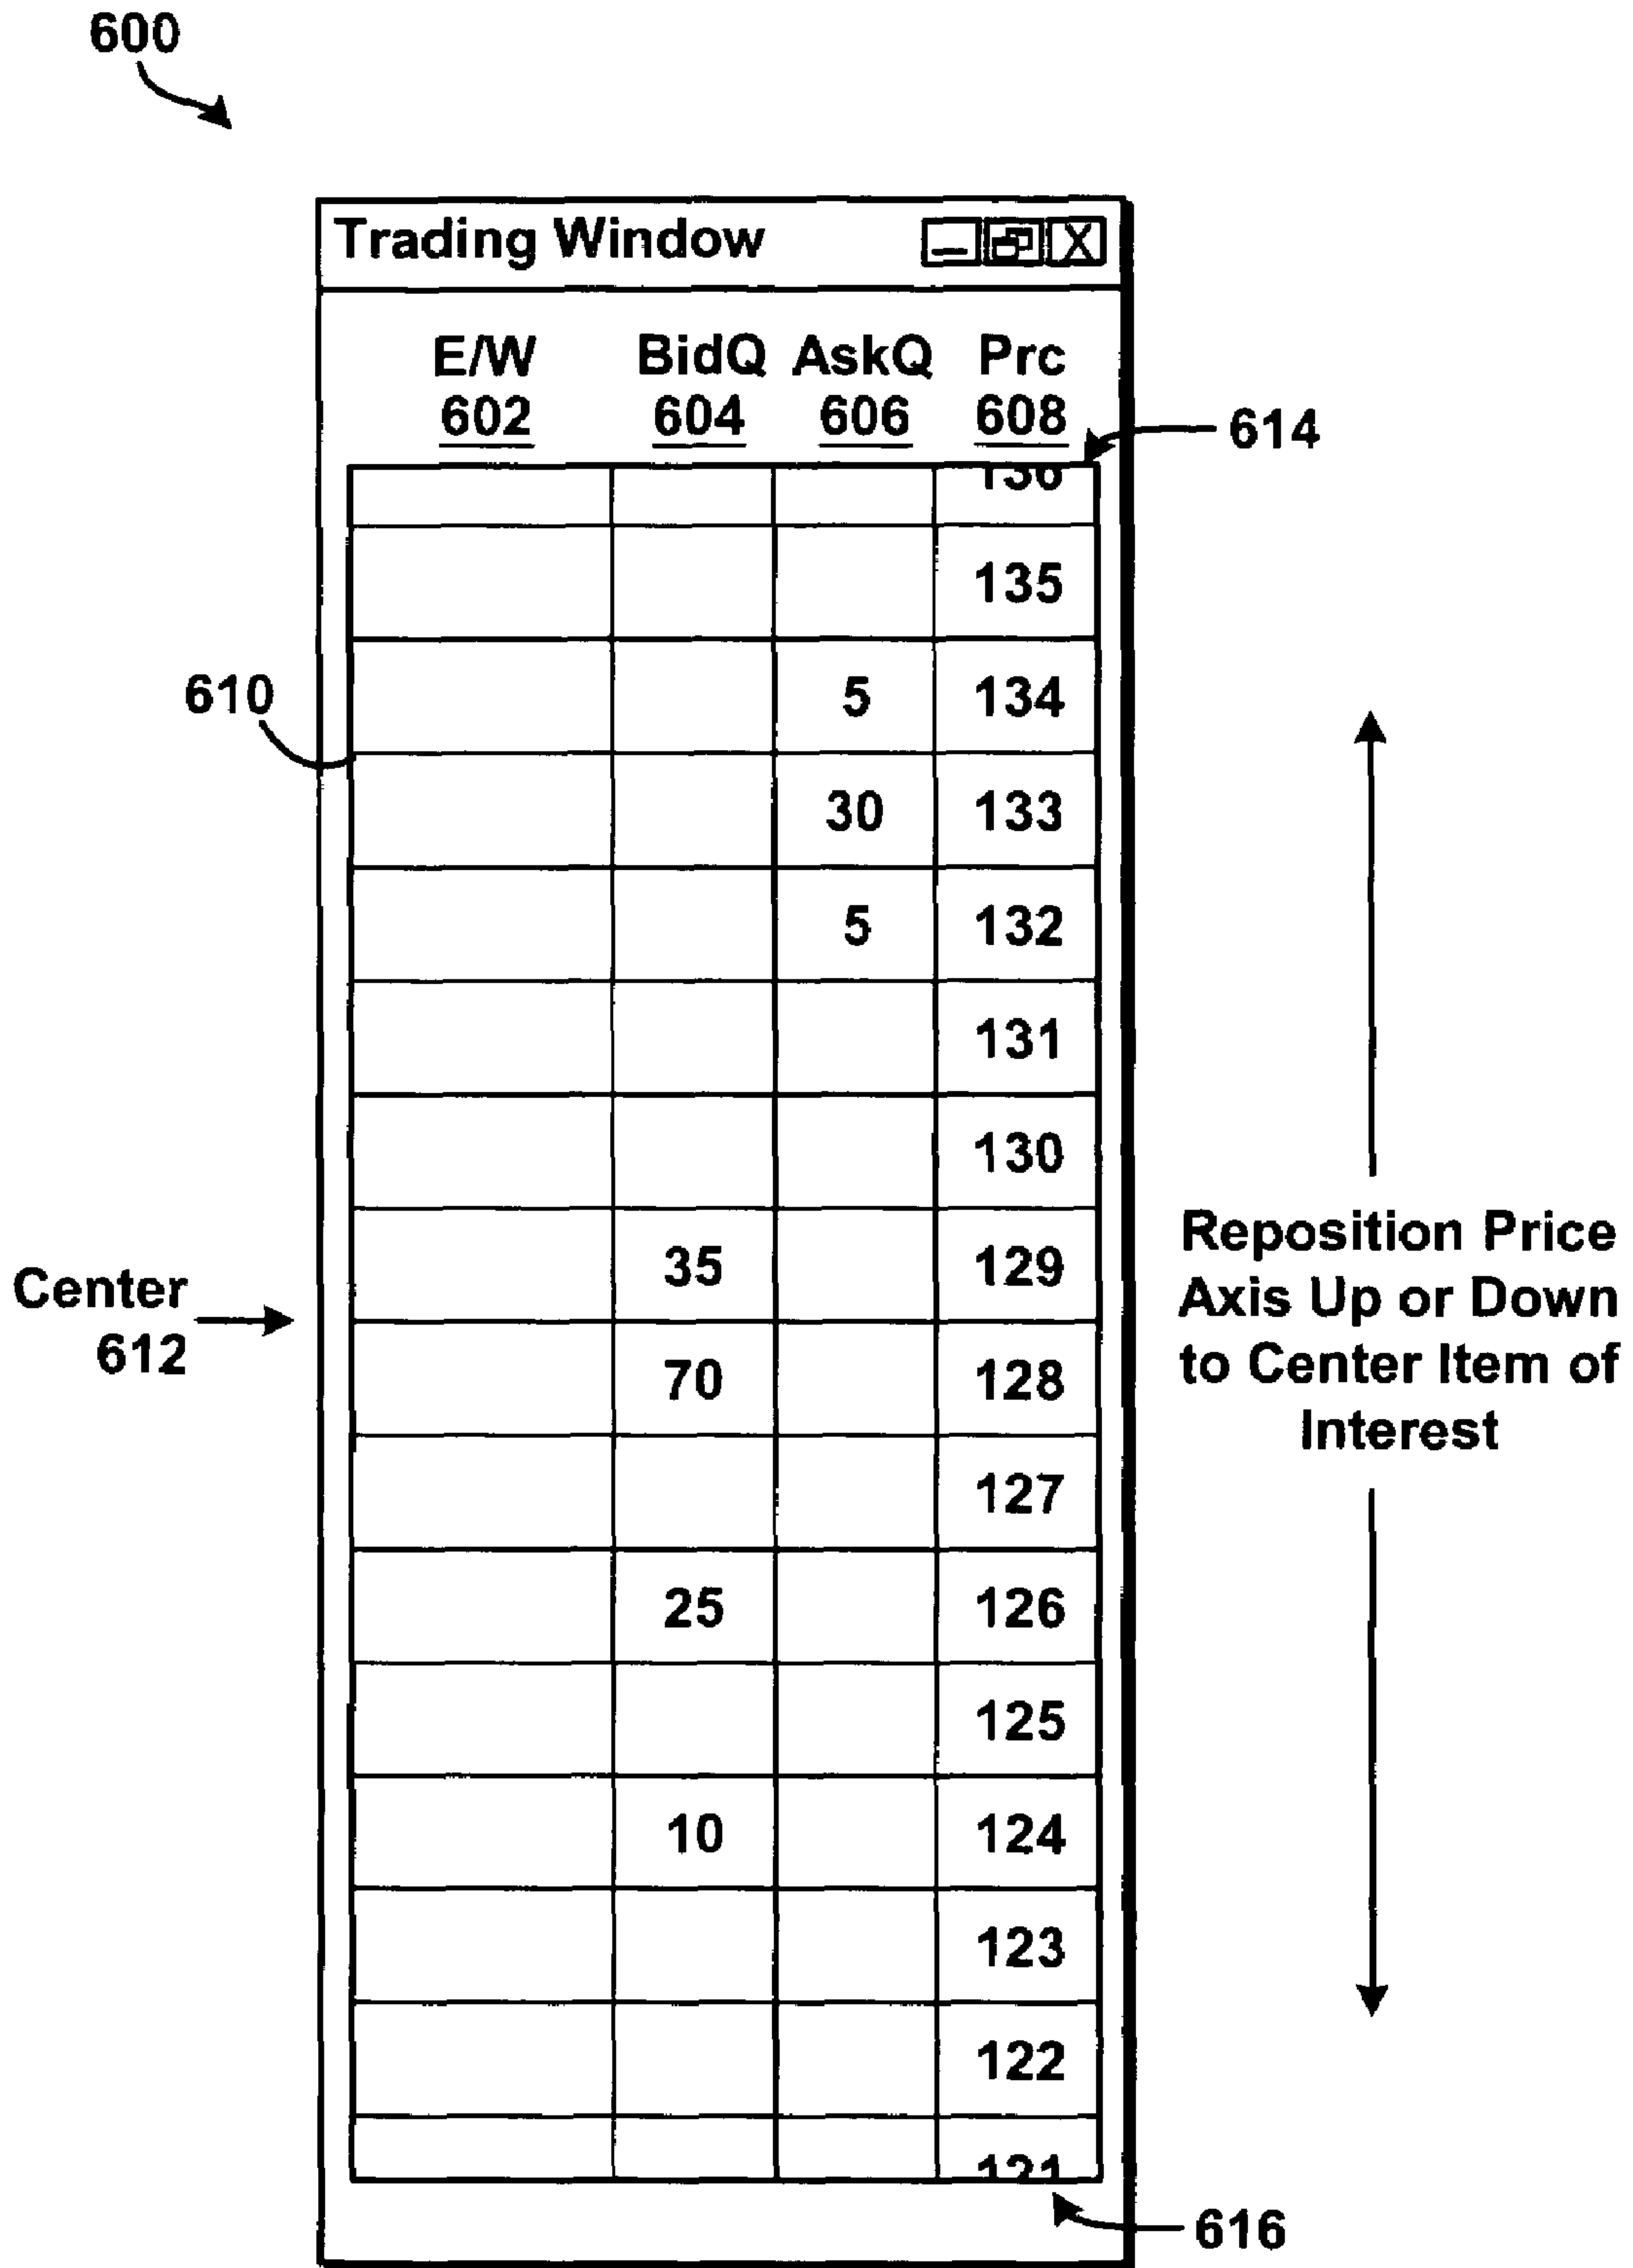 600
Trading Window
E/W BidQ AskQ Prc
602 604 606 608
614
136
135
610
5 134
30 133
5 132
131
130
35 129
Center
612
70 128
Reposition Price
Axis Up or Down
to Center Item of
Interest
127
25 126
125
10 124
123
122
121
616